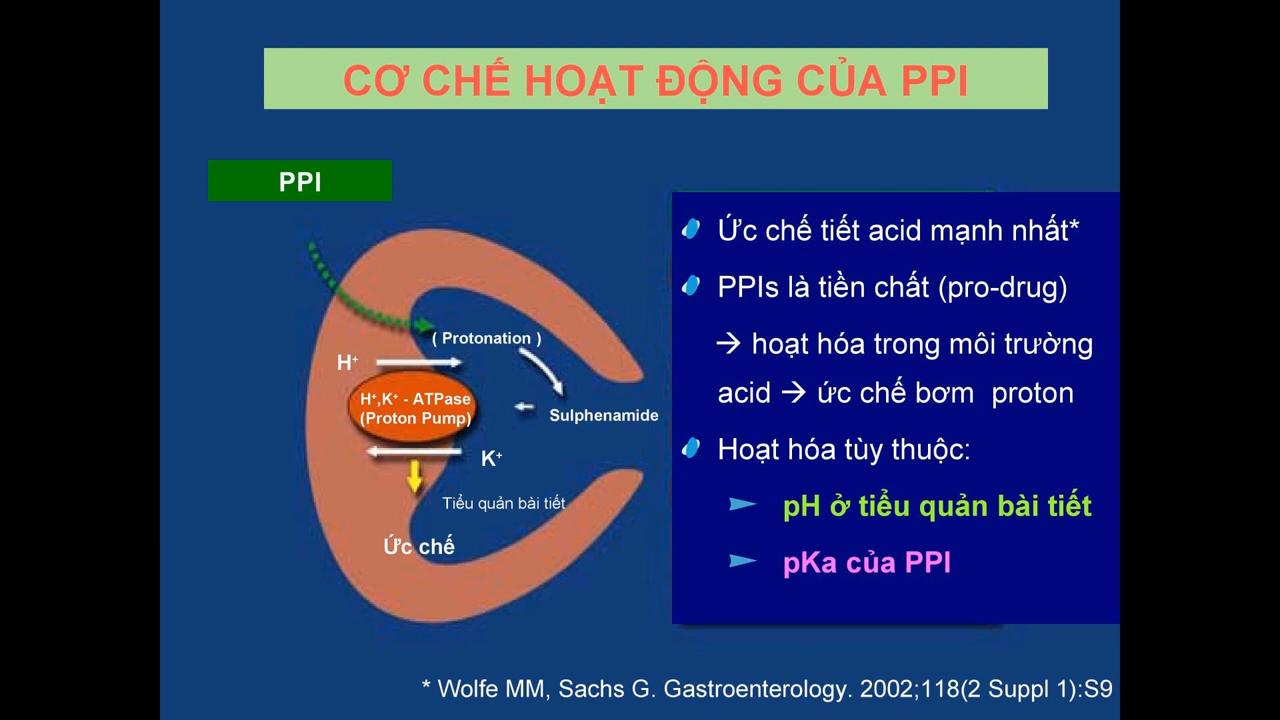 CƠ CHẾ HOẠT ĐỘNG CỦA PPI
PPI
( Protonation )
H⁺
H⁺,K⁺ - ATPase
(Proton Pump)
Sulphenamide
K⁺
Tiểu quản bài tiết
Ức chế
Ức chế tiết acid mạnh nhất*
PPIs là tiền chất (pro-drug)
→ hoạt hóa trong môi trường
acid → ức chế bơm proton
Hoạt hóa tùy thuộc:
pH ở tiểu quản bài tiết
pKa của PPI
* Wolfe MM, Sachs G. Gastroenterology. 2002;118(2 Suppl 1):S9